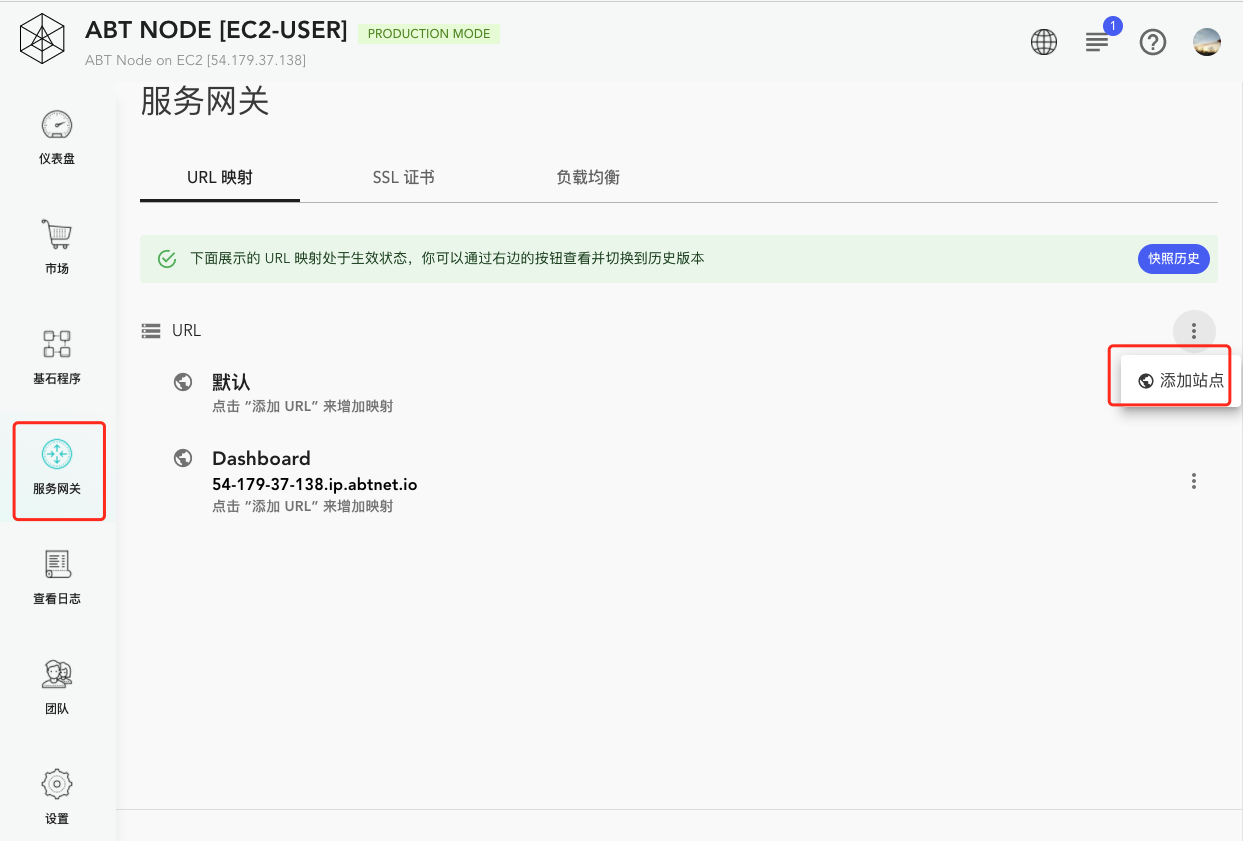 ABT NODE [EC2-USER] PRODUCTION MODE
ABT Node on EC2 [54.179.37.138]
1
仪表盘
市场
基石程序
服务网关
查看日志
团队
设置
服务网关
URL 映射 SSL 证书 负载均衡
下面展示的 URL 映射处于生效状态，你可以通过右边的按钮查看并切换到历史版本 快照历史
URL
添加站点
默认
点击 “添加 URL” 来增加映射
Dashboard
54-179-37-138.ip.abtnet.io
点击 “添加 URL” 来增加映射